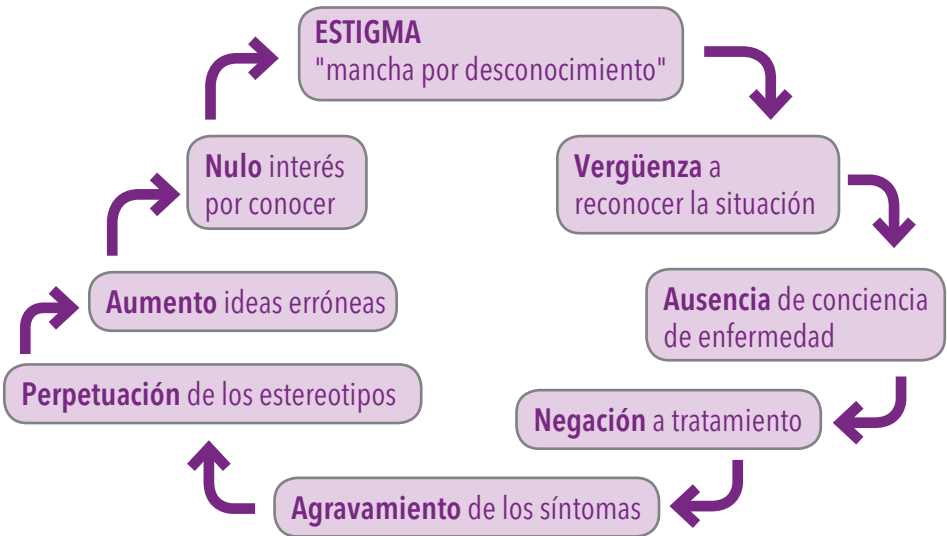 ESTIGMA
"mancha por desconocimiento"
Vergüenza a
reconocer la situación
Ausencia de conciencia
de enfermedad
Negación a tratamiento
Agravamiento de los síntomas
Perpetuación de los estereotipos
Aumento ideas erróneas
Nulo interés
por conocer